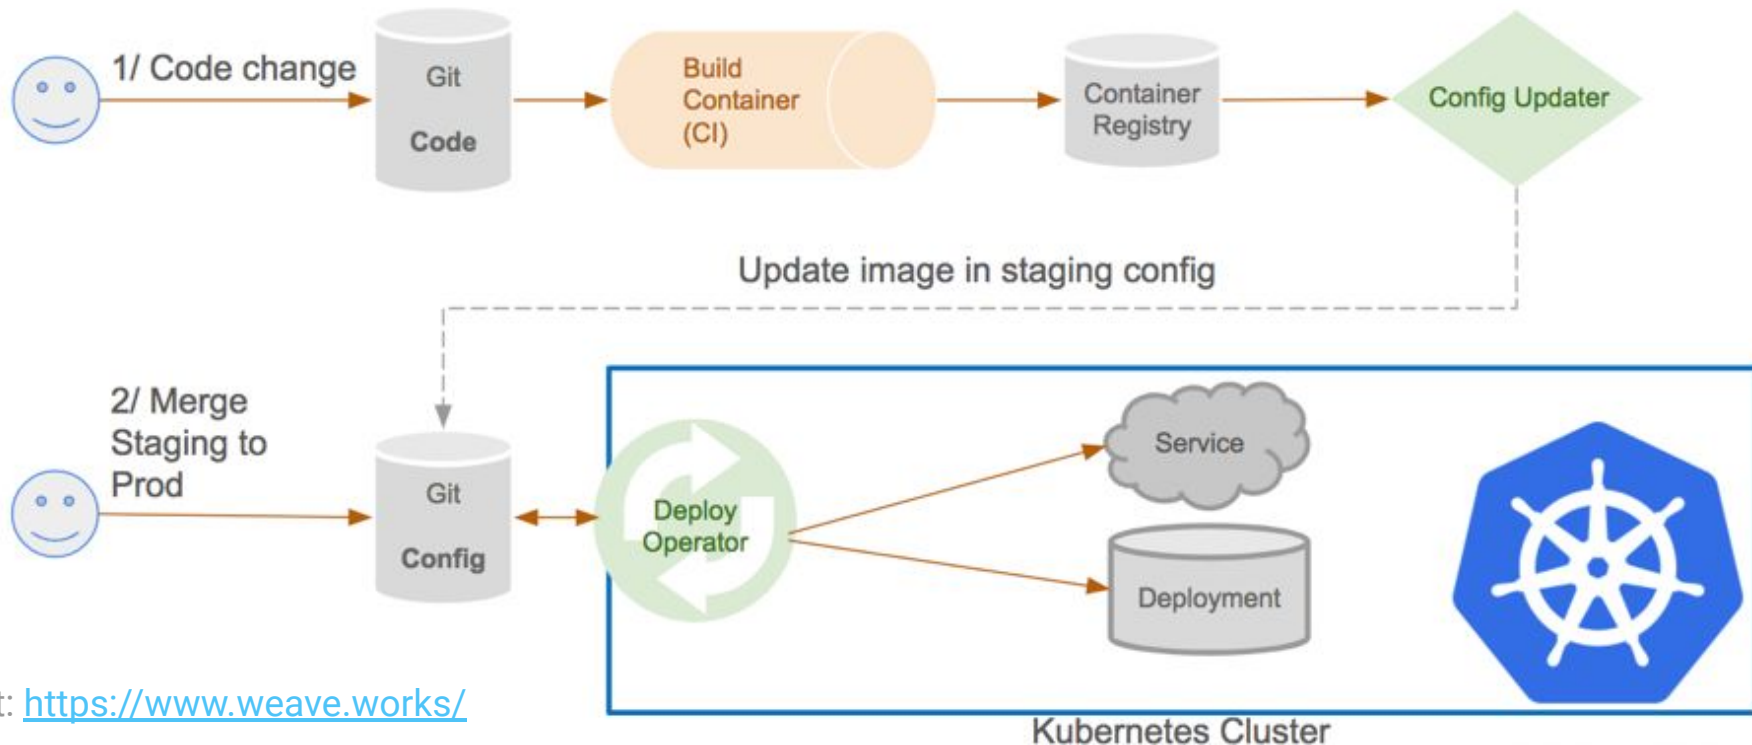 1/ Code change
Git
Code
Build
Container
(CI)
Container
Registry
Config Updater
Update image in staging config
2/ Merge
Staging to
Prod
Git
Config
Deploy
Operator
Service
Deployment
t: https://www.weave.works/
Kubernetes Cluster